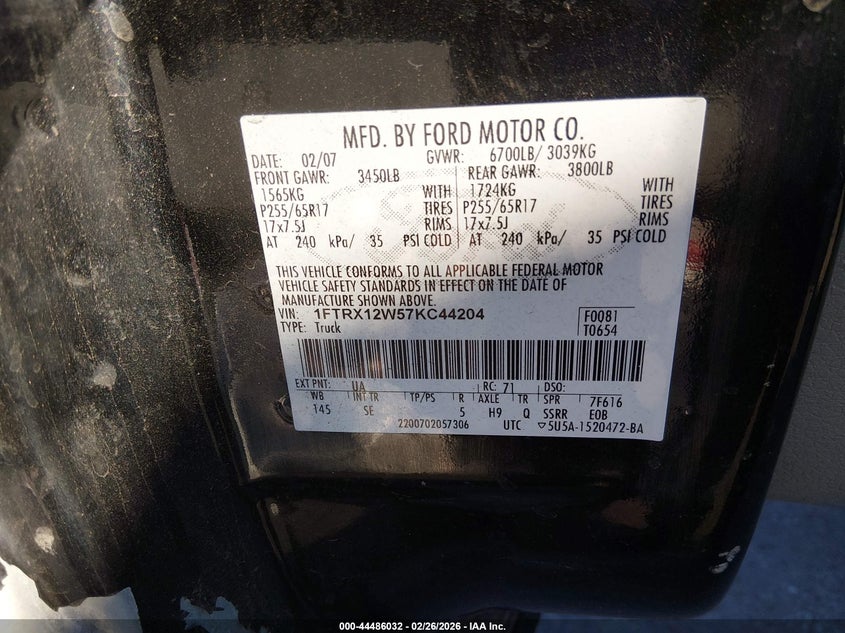 MFD. BY FORD MOTOR CO.
DATE: 02/07 GVWR: 6700LB/ 3039KG
FRONT GAWR: 3450LB REAR GAWR: 3800LB
1565KG WITH 1724KG WITH
P255/65R17 TIRES P255/65R17 TIRES
17x7.5J RIMS 17x7.5J RIMS
AT 240 kPa/ 35 PSI COLD AT 240 kPa/ 35 PSI COLD
THIS VEHICLE CONFORMS TO ALL APPLICABLE FEDERAL MOTOR
VEHICLE SAFETY STANDARDS IN EFFECT ON THE DATE OF
MANUFACTURE SHOWN ABOVE.
VIN: 1FTRX12W57KC44204 F0081
TYPE: Truck T0654
EXT PNT: UA RC: 71 DSO:
WB INT TR TP/PS R AXLE TR SPR 7F616
145 SE 5 H9 Q SSRR E0B
2200702057306 UTC ▽5U5A-1520472-BA
000-44486032 - 02/26/2026 - IAA Inc.